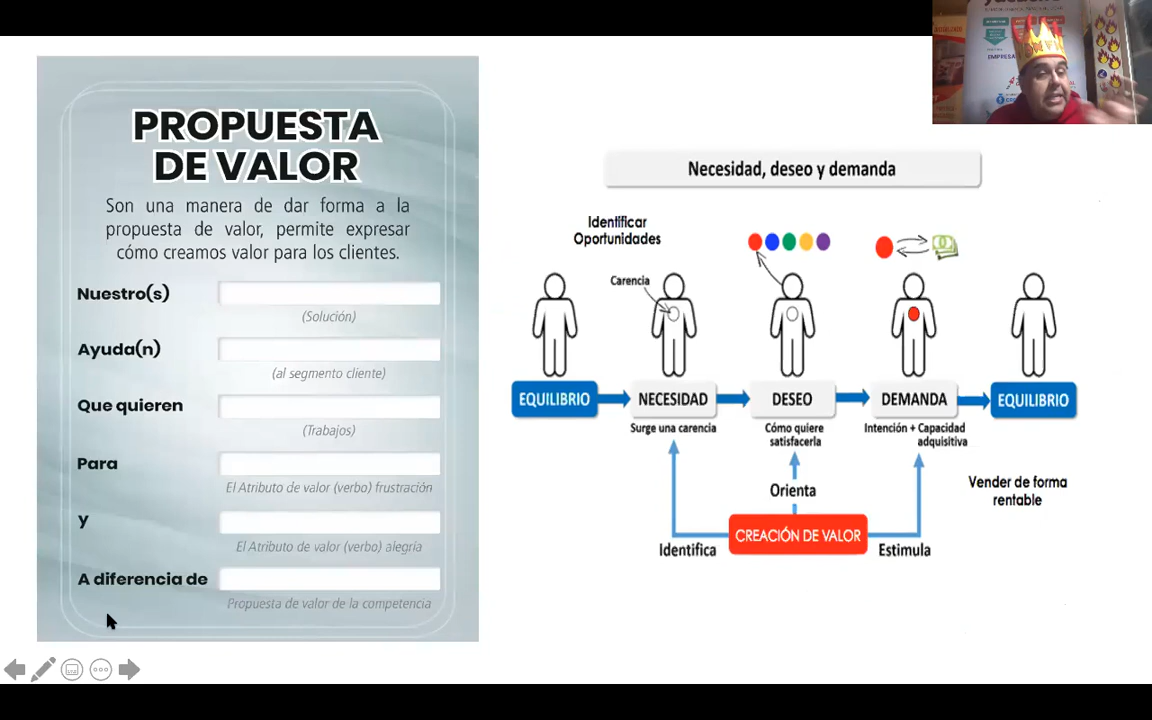 PROPUESTA
DE VALOR
Son una manera de dar forma a la
propuesta de valor, permite expresar
cómo creamos valor para los clientes.
Nuestro(s)
(Solución)
Ayuda(n)
(al segmento cliente)
Que quieren
(Trabajos)
Para
El Atributo de valor (verbo) frustración
y
El Atributo de valor (verbo) alegria
A diferencia de
Propuesta de valor de la competencia
Necesidad, deseo y demanda
Identificar
Oportunidades
Carencia
EQUILIBRIO
NECESIDAD
DESEO
DEMANDA
EQUILIBRIO
Surge una carencia
Cómo quiere
satisfacerla
Intención + Capacidad
adquisitiva
Orienta
Vender de forma
rentable
CREACIÓN DE VALOR
Identifica
Estimula
EMPRESA